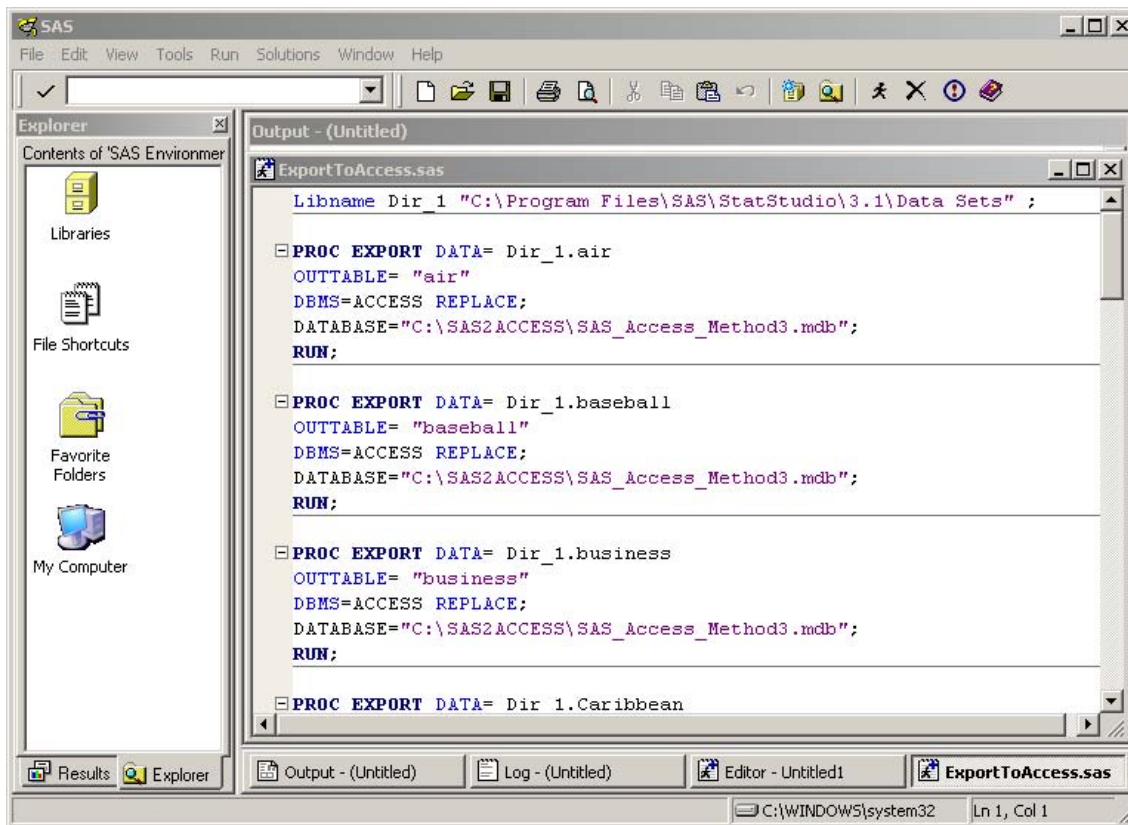 SAS
File Edit View Tools Run Solutions Window Help
Explorer
Contents of 'SAS Environmer
Libraries
File Shortcuts
Favorite
Folders
My Computer
Results Explorer
Output - (Untitled)
ExportToAccess.sas
Libname Dir_1 "C:\Program Files\SAS\StatStudio\3.1\Data Sets" ;
PROC EXPORT DATA= Dir_1.air
OUTTABLE= "air"
DBMS=ACCESS REPLACE;
DATABASE="C:\SAS2ACCESS\SAS_Access_Method3.mdb";
RUN;
PROC EXPORT DATA= Dir_1.baseball
OUTTABLE= "baseball"
DBMS=ACCESS REPLACE;
DATABASE="C:\SAS2ACCESS\SAS_Access_Method3.mdb";
RUN;
PROC EXPORT DATA= Dir_1.business
OUTTABLE= "business"
DBMS=ACCESS REPLACE;
DATABASE="C:\SAS2ACCESS\SAS_Access_Method3.mdb";
RUN;
PROC EXPORT DATA= Dir_1.Caribbean
Output - (Untitled) Log - (Untitled) Editor - Untitled1 ExportToAccess.sas
C:\WINDOWS\system32 Ln 1, Col 1